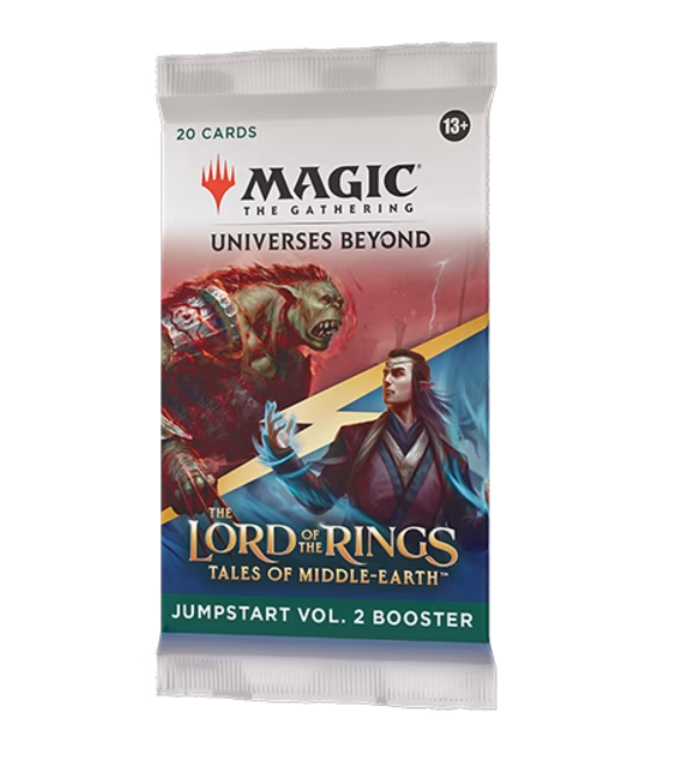 20 CARDS
13+
MAGIC
THE GATHERING
UNIVERSES BEYOND
THE
LORD OF THE RINGS
TALES OF MIDDLE-EARTH™
JUMPSTART VOL. 2 BOOSTER